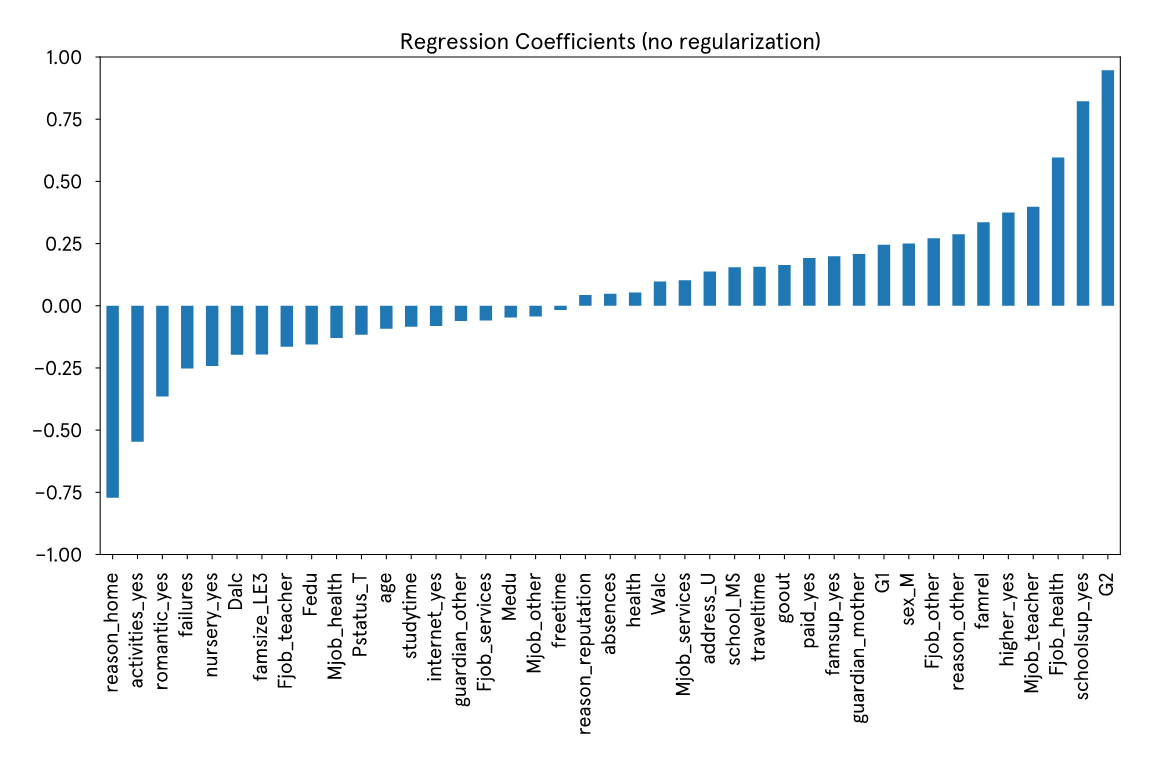 Regression Coefficients (no regularization)
1.00
0.75
0.50
0.25
0.00
−0.25
−0.50
−0.75
−1.00
reason_home
activities_yes
romantic_yes
failures
nursery_yes
Dalc
famsize_LE3
Fjob_teacher
Fedu
Mjob_health
Pstatus_T
age
studytime
internet_yes
guardian_other
Fjob_services
Medu
Mjob_other
freetime
reason_reputation
absences
health
Walc
Mjob_services
address_U
school_MS
traveltime
goout
paid_yes
famsup_yes
guardian_mother
G1
sex_M
Fjob_other
reason_other
famrel
higher_yes
Mjob_teacher
Fjob_health
schoolsup_yes
G2